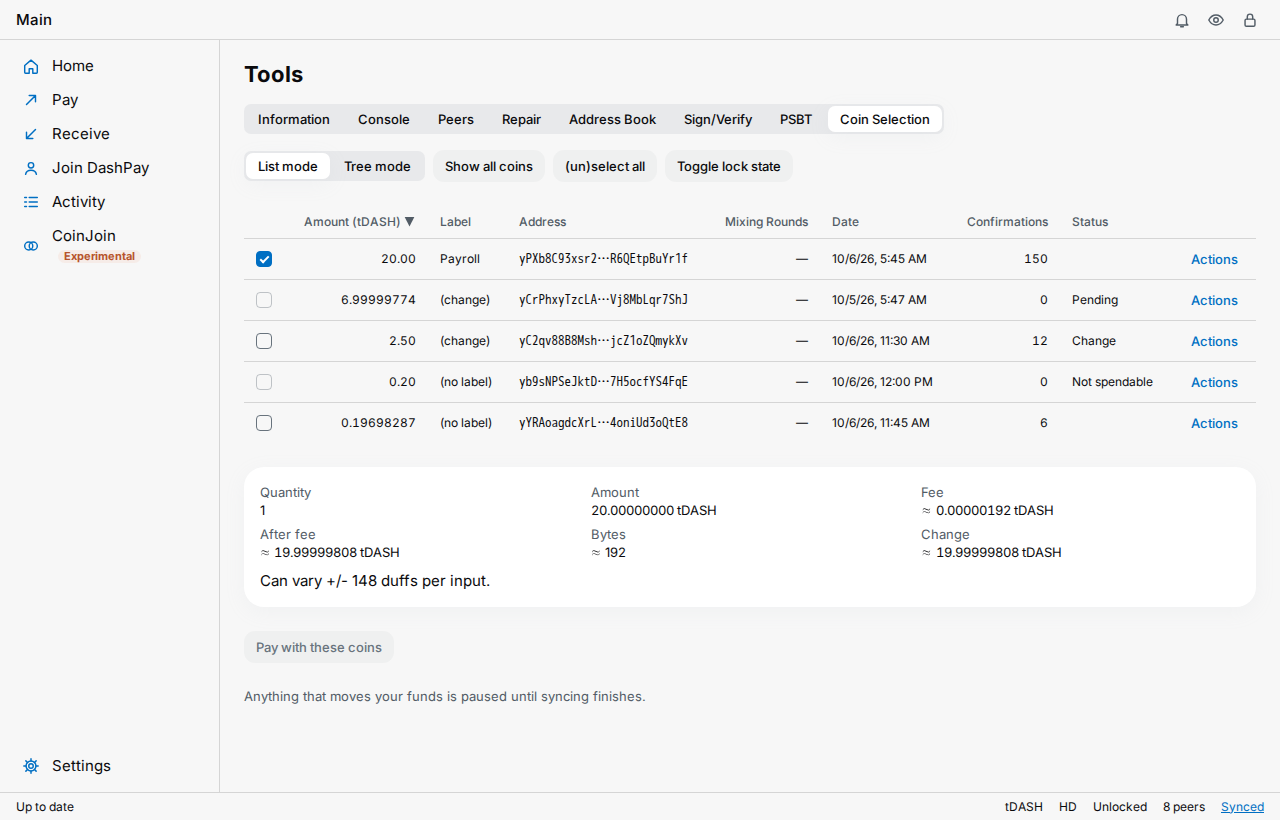 Main
Home
Pay
Receive
Join DashPay
Activity
CoinJoin
Experimental
Settings
Tools
Information Console Peers Repair Address Book Sign/Verify PSBT Coin Selection
List mode Tree mode Show all coins (un)select all Toggle lock state
Amount (tDASH) ▼ Label Address Mixing Rounds Date Confirmations Status
20.00 Payroll yPXb8C93xsr2···R6QEtpBuYr1f — 10/6/26, 5:45 AM 150 Actions
6.99999774 (change) yCrPhxyTzcLA···Vj8MbLqr7ShJ — 10/5/26, 5:47 AM 0 Pending Actions
2.50 (change) yC2qv88B8Msh···jcZ1oZQmykXv — 10/6/26, 11:30 AM 12 Change Actions
0.20 (no label) yb9sNPSeJktD···7H5ocfYS4FqE — 10/6/26, 12:00 PM 0 Not spendable Actions
0.19698287 (no label) yYRAoagdcXrL···4oniUd3oQtE8 — 10/6/26, 11:45 AM 6 Actions
Quantity Amount Fee
1 20.00000000 tDASH ≈ 0.00000192 tDASH
After fee Bytes Change
≈ 19.99999808 tDASH ≈ 192 ≈ 19.99999808 tDASH
Can vary +/- 148 duffs per input.
Pay with these coins
Anything that moves your funds is paused until syncing finishes.
Up to date tDASH HD Unlocked 8 peers Synced